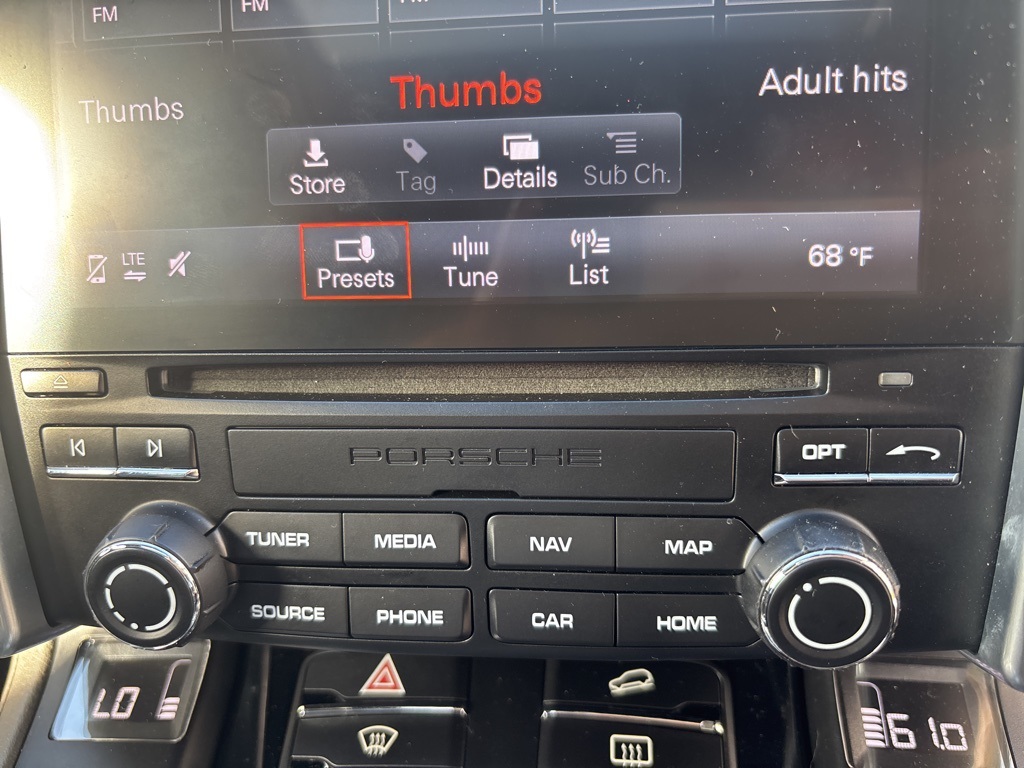 FM
FM
Thumbs
Thumbs
Adult hits
Store
Tag
Details
Sub Ch.
LTE
Presets
Tune
List
68 °F
PORSCHE
OPT
TUNER
MEDIA
NAV
MAP
SOURCE
PHONE
CAR
HOME
LO
61.0